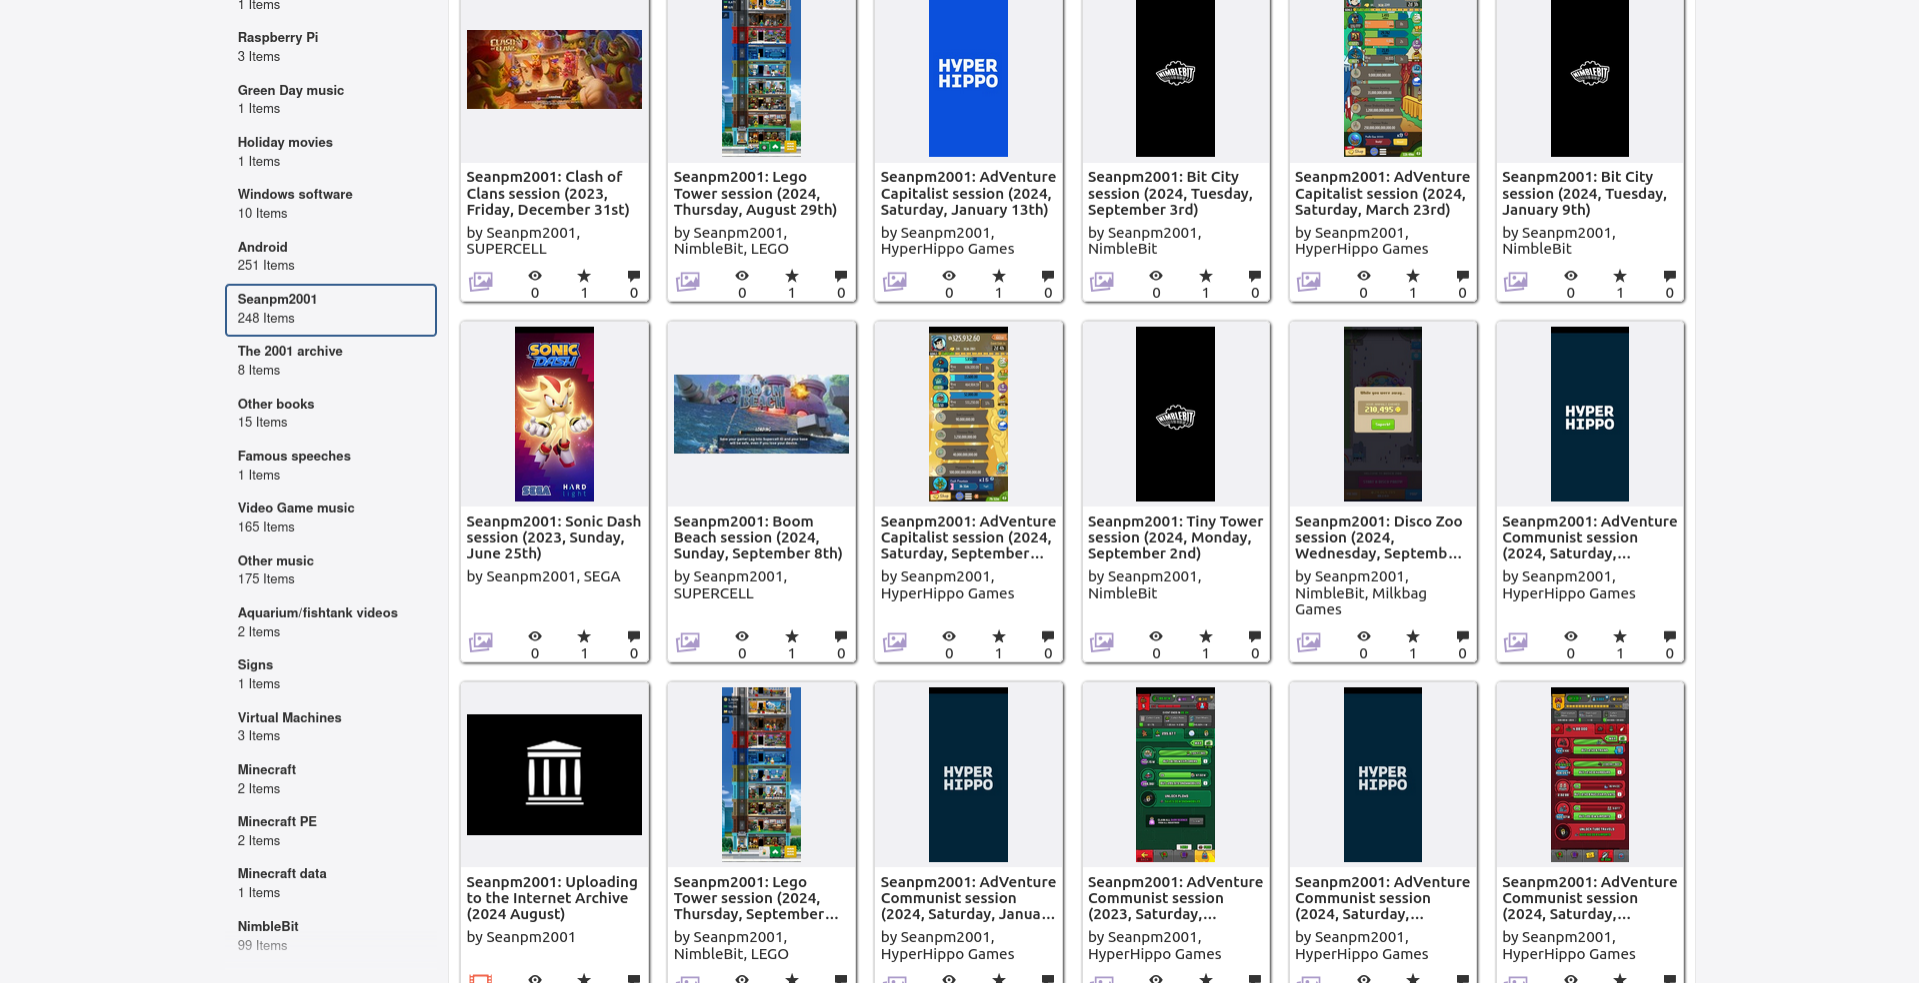 1 Items
Raspberry Pi
3 Items
Green Day music
1 Items
Holiday movies
1 Items
Windows software
10 Items
Android
251 Items
Seanpm2001
248 Items
The 2001 archive
8 Items
Other books
15 Items
Famous speeches
1 Items
Video Game music
165 Items
Other music
175 Items
Aquarium/fishtank videos
2 Items
Signs
1 Items
Virtual Machines
3 Items
Minecraft
2 Items
Minecraft PE
2 Items
Minecraft data
1 Items
NimbleBit
99 Items
Seanpm2001: Clash of
Clans session (2023,
Friday, December 31st)
by Seanpm2001,
SUPERCELL
0 1 0
Seanpm2001: Lego
Tower session (2024,
Thursday, August 29th)
by Seanpm2001,
NimbleBit, LEGO
0 1 0
HYPER
HIPPO
Seanpm2001: AdVenture
Capitalist session (2024,
Saturday, January 13th)
by Seanpm2001,
HyperHippo Games
0 1 0
NIMBLEBIT
Seanpm2001: Bit City
session (2024, Tuesday,
September 3rd)
by Seanpm2001,
NimbleBit
0 1 0
Seanpm2001: AdVenture
Capitalist session (2024,
Saturday, March 23rd)
by Seanpm2001,
HyperHippo Games
0 1 0
NIMBLEBIT
Seanpm2001: Bit City
session (2024, Tuesday,
January 9th)
by Seanpm2001,
NimbleBit
0 1 0
SONIC
DASH
SEGA HARD
light
Seanpm2001: Sonic Dash
session (2023, Sunday,
June 25th)
by Seanpm2001, SEGA
0 1 0
BOOM
BEACH
Seanpm2001: Boom
Beach session (2024,
Sunday, September 8th)
by Seanpm2001,
SUPERCELL
0 1 0
Seanpm2001: AdVenture
Capitalist session (2024,
Saturday, September...
by Seanpm2001,
HyperHippo Games
0 1 0
NIMBLEBIT
Seanpm2001: Tiny Tower
session (2024, Monday,
September 2nd)
by Seanpm2001,
NimbleBit
0 1 0
While you were away...
210,495
Seanpm2001: Disco Zoo
session (2024,
Wednesday, Septemb...
by Seanpm2001,
NimbleBit, Milkbag
Games
0 1 0
HYPER
HIPPO
Seanpm2001: AdVenture
Communist session
(2024, Saturday,...
by Seanpm2001,
HyperHippo Games
0 1 0
Seanpm2001: Uploading
to the Internet Archive
(2024 August)
by Seanpm2001
Seanpm2001: Lego
Tower session (2024,
Thursday, September...
by Seanpm2001,
NimbleBit, LEGO
HYPER
HIPPO
Seanpm2001: AdVenture
Communist session
(2024, Saturday, Janua...
by Seanpm2001,
HyperHippo Games
Seanpm2001: AdVenture
Communist session
(2023, Saturday,...
by Seanpm2001,
HyperHippo Games
HYPER
HIPPO
Seanpm2001: AdVenture
Communist session
(2024, Saturday,...
by Seanpm2001,
HyperHippo Games
Seanpm2001: AdVenture
Communist session
(2024, Saturday,...
by Seanpm2001,
HyperHippo Games